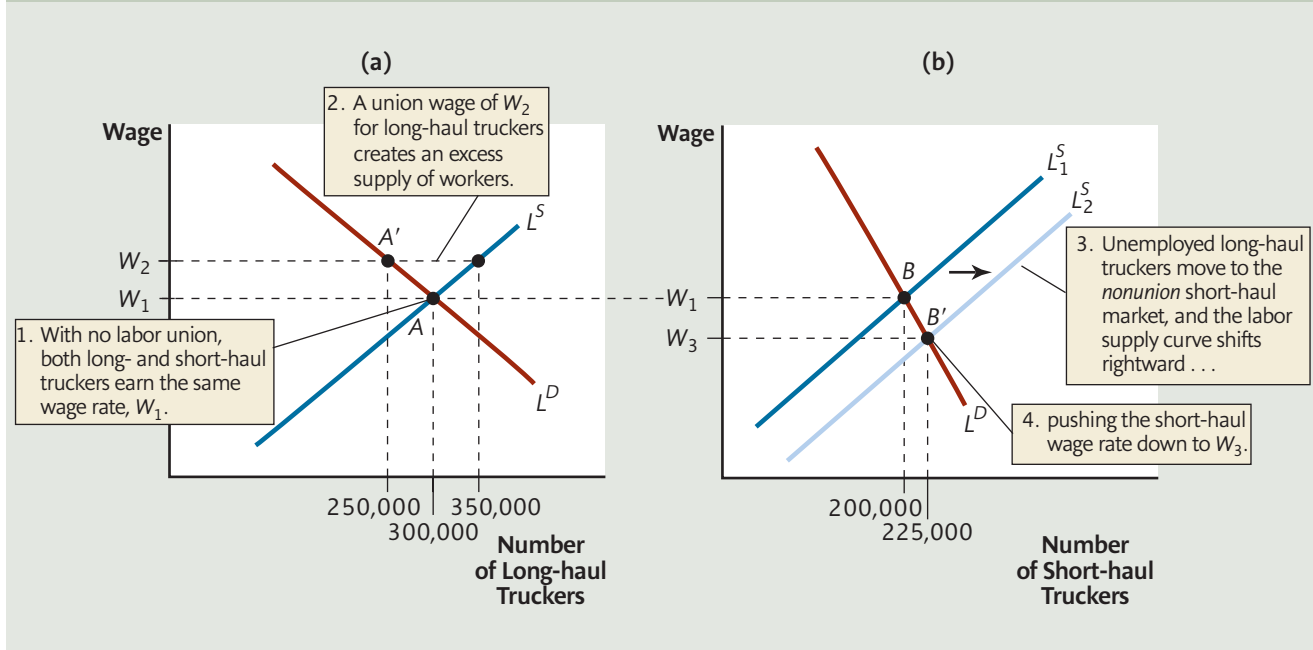 (a)
2. A union wage of W2
for long-haul truckers
creates an excess
supply of workers.
Wage
LS
A'
W2
W1
A
1. With no labor union,
both long- and short-haul
truckers earn the same
wage rate, W1.
LD
250,000 350,000
300,000
Number
of Long-haul
Truckers
(b)
Wage
LS1
LS2
3. Unemployed long-haul
truckers move to the
nonunion short-haul
market, and the labor
supply curve shifts
rightward . . .
B
W1
B'
W3
LD
4. pushing the short-haul
wage rate down to W3.
200,000
225,000
Number
of Short-haul
Truckers